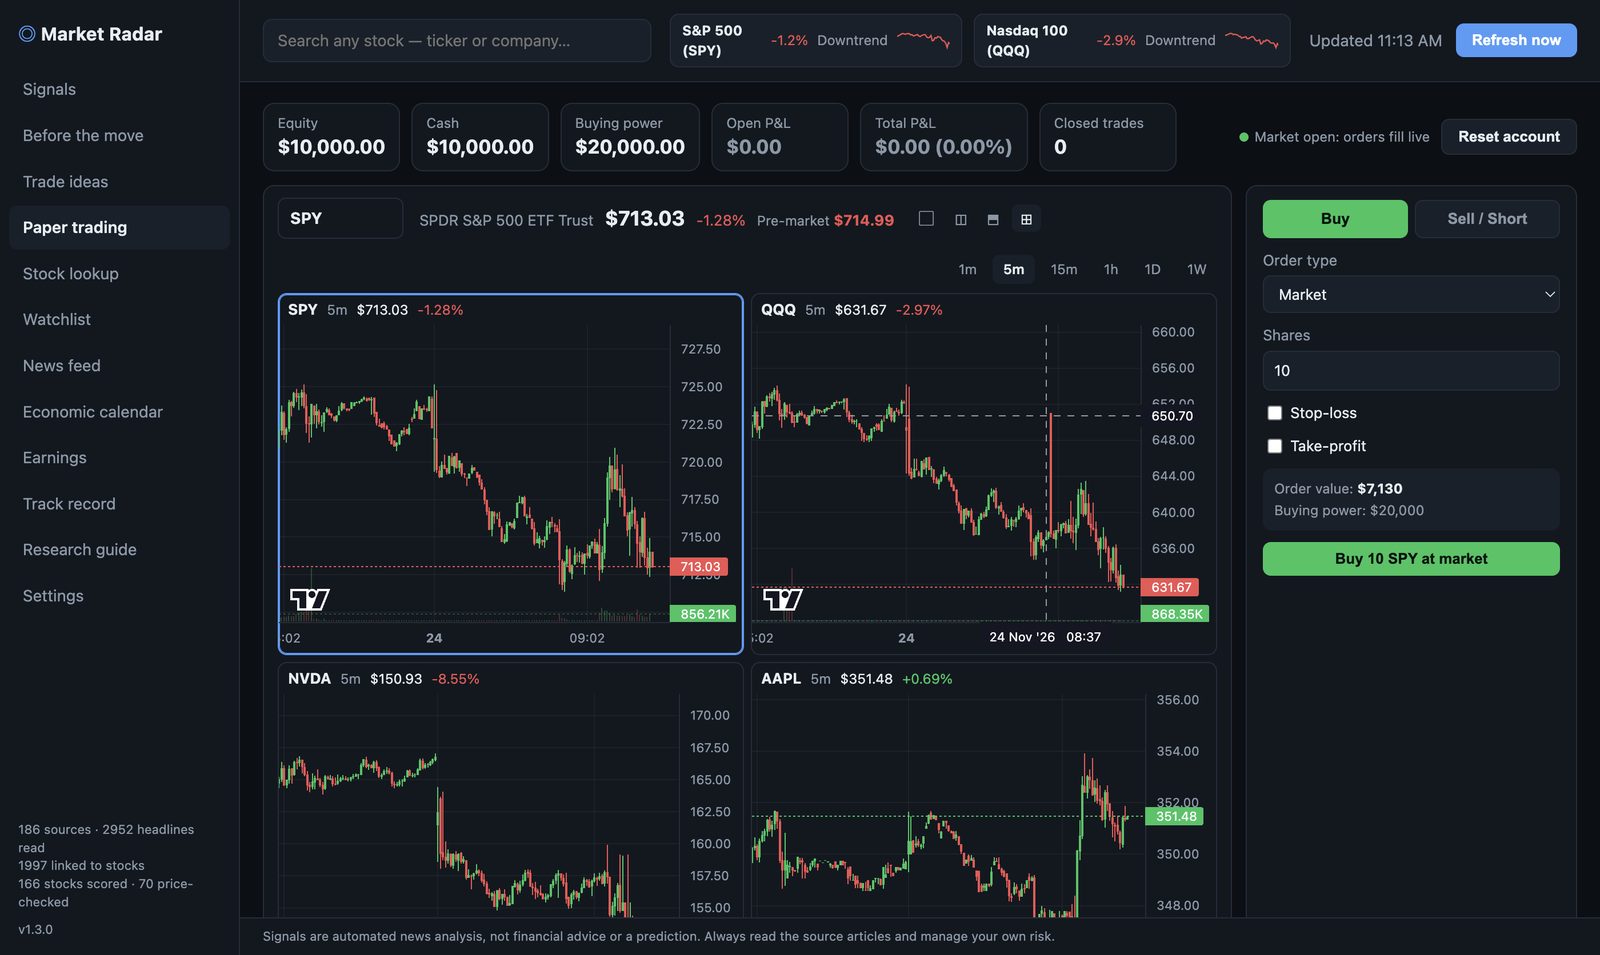 Market Radar
Signals
Before the move
Trade ideas
Paper trading
Stock lookup
Watchlist
News feed
Economic calendar
Earnings
Track record
Research guide
Settings
186 sources · 2952 headlines
read
1997 linked to stocks
166 stocks scored · 70 price-
checked
v1.3.0
Search any stock — ticker or company...
S&P 500
(SPY)
-1.2% Downtrend
Nasdaq 100
(QQQ)
-2.9% Downtrend
Updated 11:13 AM
Refresh now
Equity
$10,000.00
Cash
$10,000.00
Buying power
$20,000.00
Open P&L
$0.00
Total P&L
$0.00 (0.00%)
Closed trades
0
Market open: orders fill live
Reset account
SPY
SPDR S&P 500 ETF Trust $713.03 -1.28% Pre-market $714.99
1m 5m 15m 1h 1D 1W
SPY 5m $713.03 -1.28%
727.50
725.00
722.50
720.00
717.50
715.00
713.03
712.50
856.21K
:02 24 09:02
QQQ 5m $631.67 -2.97%
660.00
656.00
652.00
650.70
648.00
644.00
640.00
636.00
631.67
868.35K
5:02 24 24 Nov '26 08:37
NVDA 5m $150.93 -8.55%
170.00
167.50
165.00
162.50
160.00
157.50
155.00
AAPL 5m $351.48 +0.69%
356.00
354.00
352.00
351.48
350.00
348.00
Buy
Sell / Short
Order type
Market
Shares
10
Stop-loss
Take-profit
Order value: $7,130
Buying power: $20,000
Buy 10 SPY at market
Signals are automated news analysis, not financial advice or a prediction. Always read the source articles and manage your own risk.